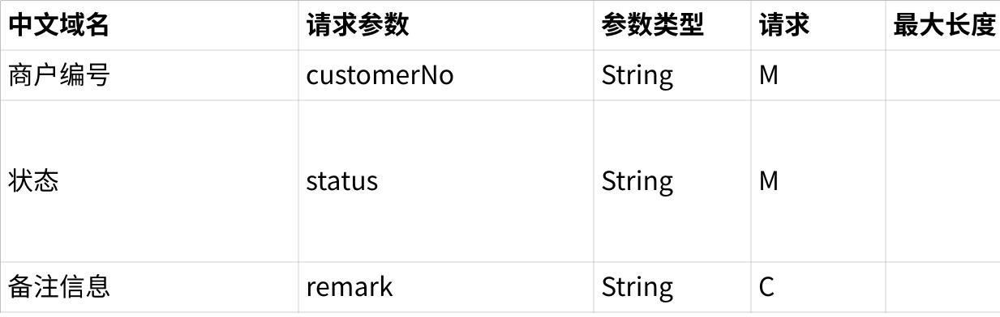 中文域名 请求参数 参数类型 请求 最大长度
商户编号 customerNo String M
状态 status String M
备注信息 remark String C